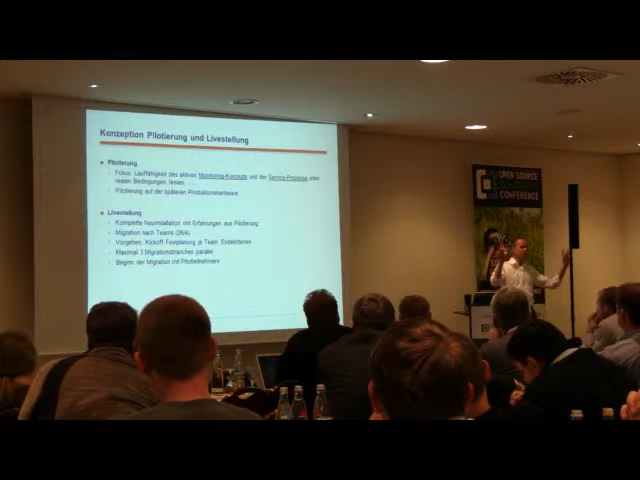 Konzeption Pilotierung und Livestellung
Pilotierung
Fokus: Lauffähigkeit des aktiven Monitoring-Konzepts und der Service-Prozesse unter
realen Bedingungen testen
Pilotierung auf der späteren Produktionshardware
Livestellung
Komplette Neuinstallation mit Erfahrungen aus Pilotierung
Migration nach Teams (26/4)
Vorgehen, Kickoff Feinplanung je Team
Maximal 3 Migrationsbranches parallel
Beginn der Migration mit Pilotteilnehmern
OPEN SOURCE
CONFERENCE